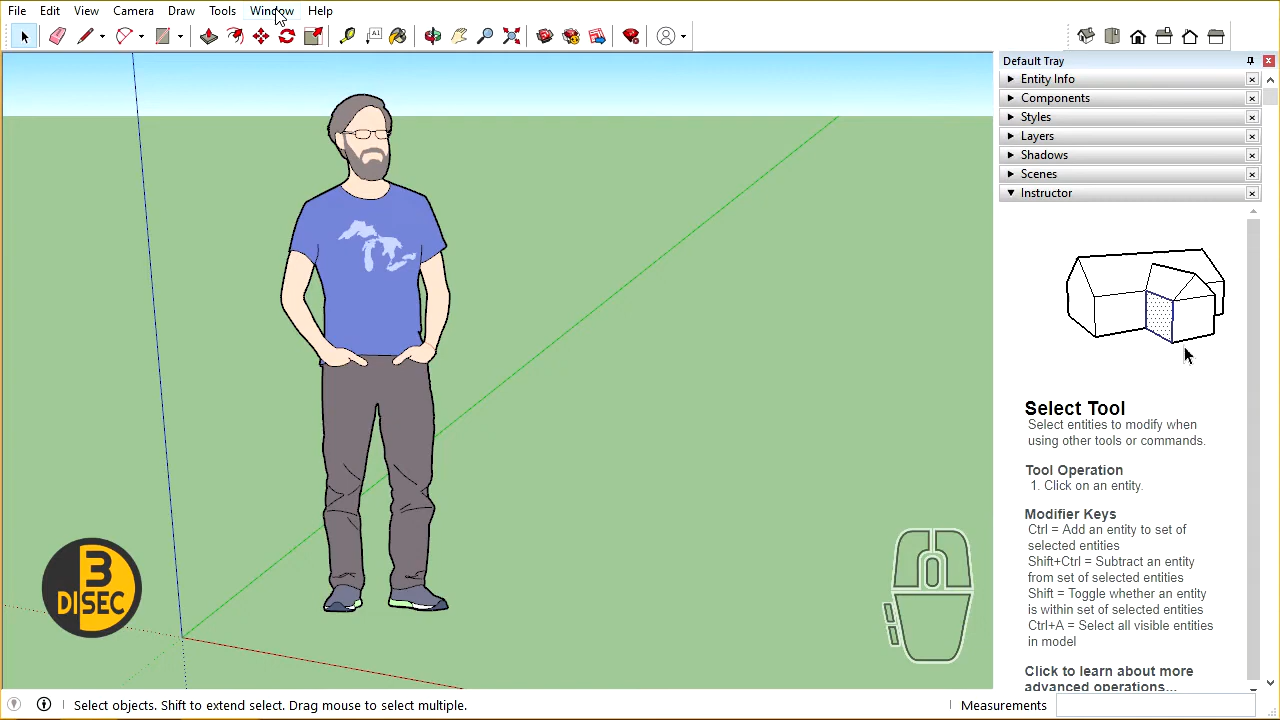 File Edit View Camera Draw Tools Window Help
A1
Default Tray
Entity Info
Components
Styles
Layers
Shadows
Scenes
Instructor
Select Tool
Select entities to modify when
using other tools or commands.
Tool Operation
1. Click on an entity.
Modifier Keys
Ctrl = Add an entity to set of
selected entities
Shift+Ctrl = Subtract an entity
from set of selected entities
Shift = Toggle whether an entity
is within set of selected entities
Ctrl+A = Select all visible entities
in model
Click to learn about more
advanced operations...
3
DISEC
Select objects. Shift to extend select. Drag mouse to select multiple.
Measurements